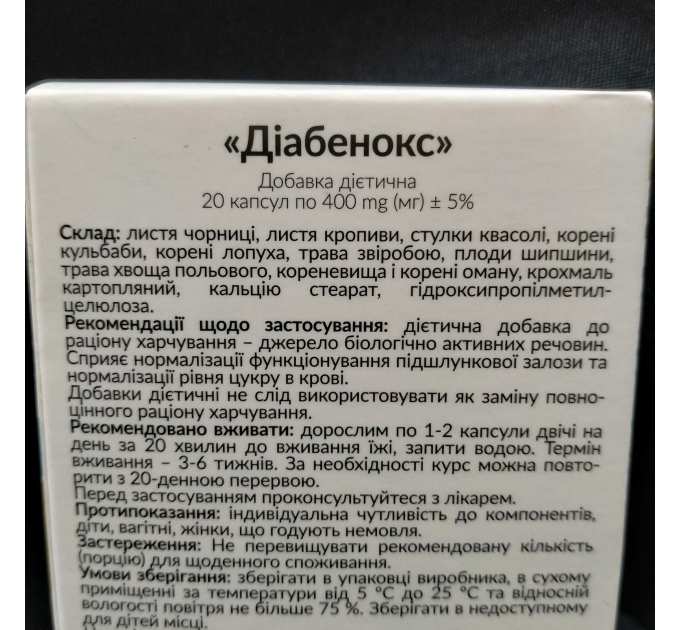 «Діабенокс»
Добавка дієтична
20 капсул по 400 mg (мг) ± 5%
Склад: листя чорниці, листя кропиви, стулки квасолі, корені
кульбаби, корені лопуха, трава звіробою, плоди шипшини,
трава хвоща польового, кореневища і корені оману, крохмаль
картопляний, кальцію стеарат, гідроксипропілметил-
целюлоза.
Рекомендації щодо застосування: дієтична добавка до
раціону харчування – джерело біологічно активних речовин.
Сприяє нормалізації функціонування підшлункової залози та
нормалізації рівня цукру в крові.
Добавки дієтичні не слід використовувати як заміну повно-
цінного раціону харчування.
Рекомендовано вживати: дорослим по 1-2 капсули двічі на
день за 20 хвилин до вживання їжі, запити водою. Термін
вживання – 3-6 тижнів. За необхідності курс можна повто-
рити з 20-денною перервою.
Перед застосуванням проконсультуйтеся з лікарем.
Протипоказання: індивідуальна чутливість до компонентів,
діти, вагітні, жінки, що годують немовля.
Застереження: Не перевищувати рекомендовану кількість
(порцію) для щоденного споживання.
Умови зберігання: зберігати в упаковці виробника, в сухому
приміщенні за температури від 5 °C до 25 °C та відносній
вологості повітря не більше 75 %. Зберігати в недоступному
для дітей місці.